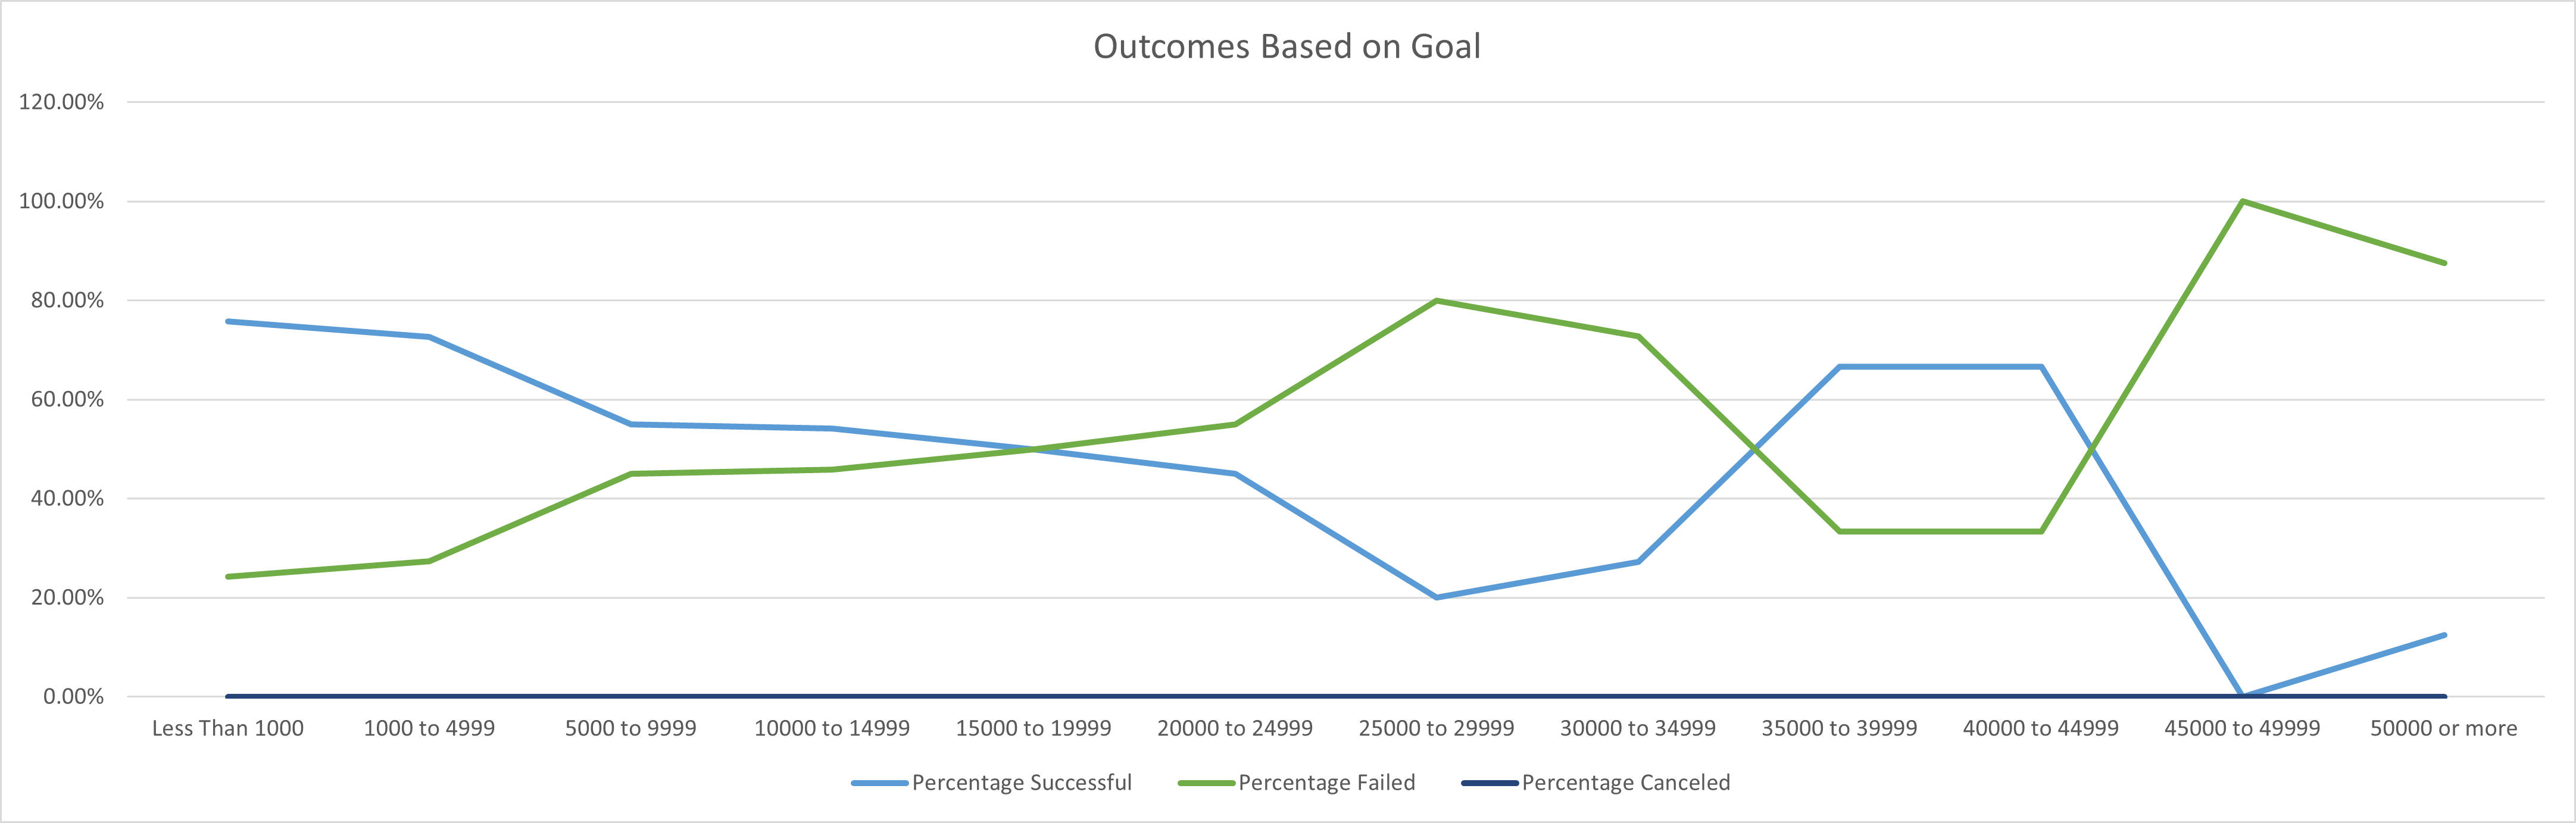 Outcomes Based on Goal
120.00%
100.00%
80.00%
60.00%
40.00%
20.00%
0.00%
Less Than 1000 1000 to 4999 5000 to 9999 10000 to 14999 15000 to 19999 20000 to 24999 25000 to 29999 30000 to 34999 35000 to 39999 40000 to 44999 45000 to 49999 50000 or more
Percentage Successful Percentage Failed Percentage Canceled